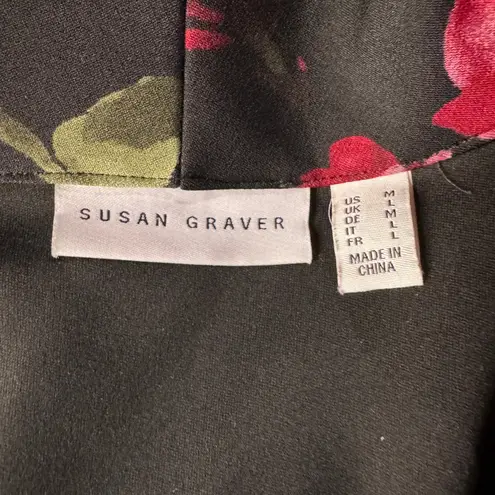 SUSAN GRAVER
US M
UK L
DE M
IT L
FR L
MADE IN
CHINA